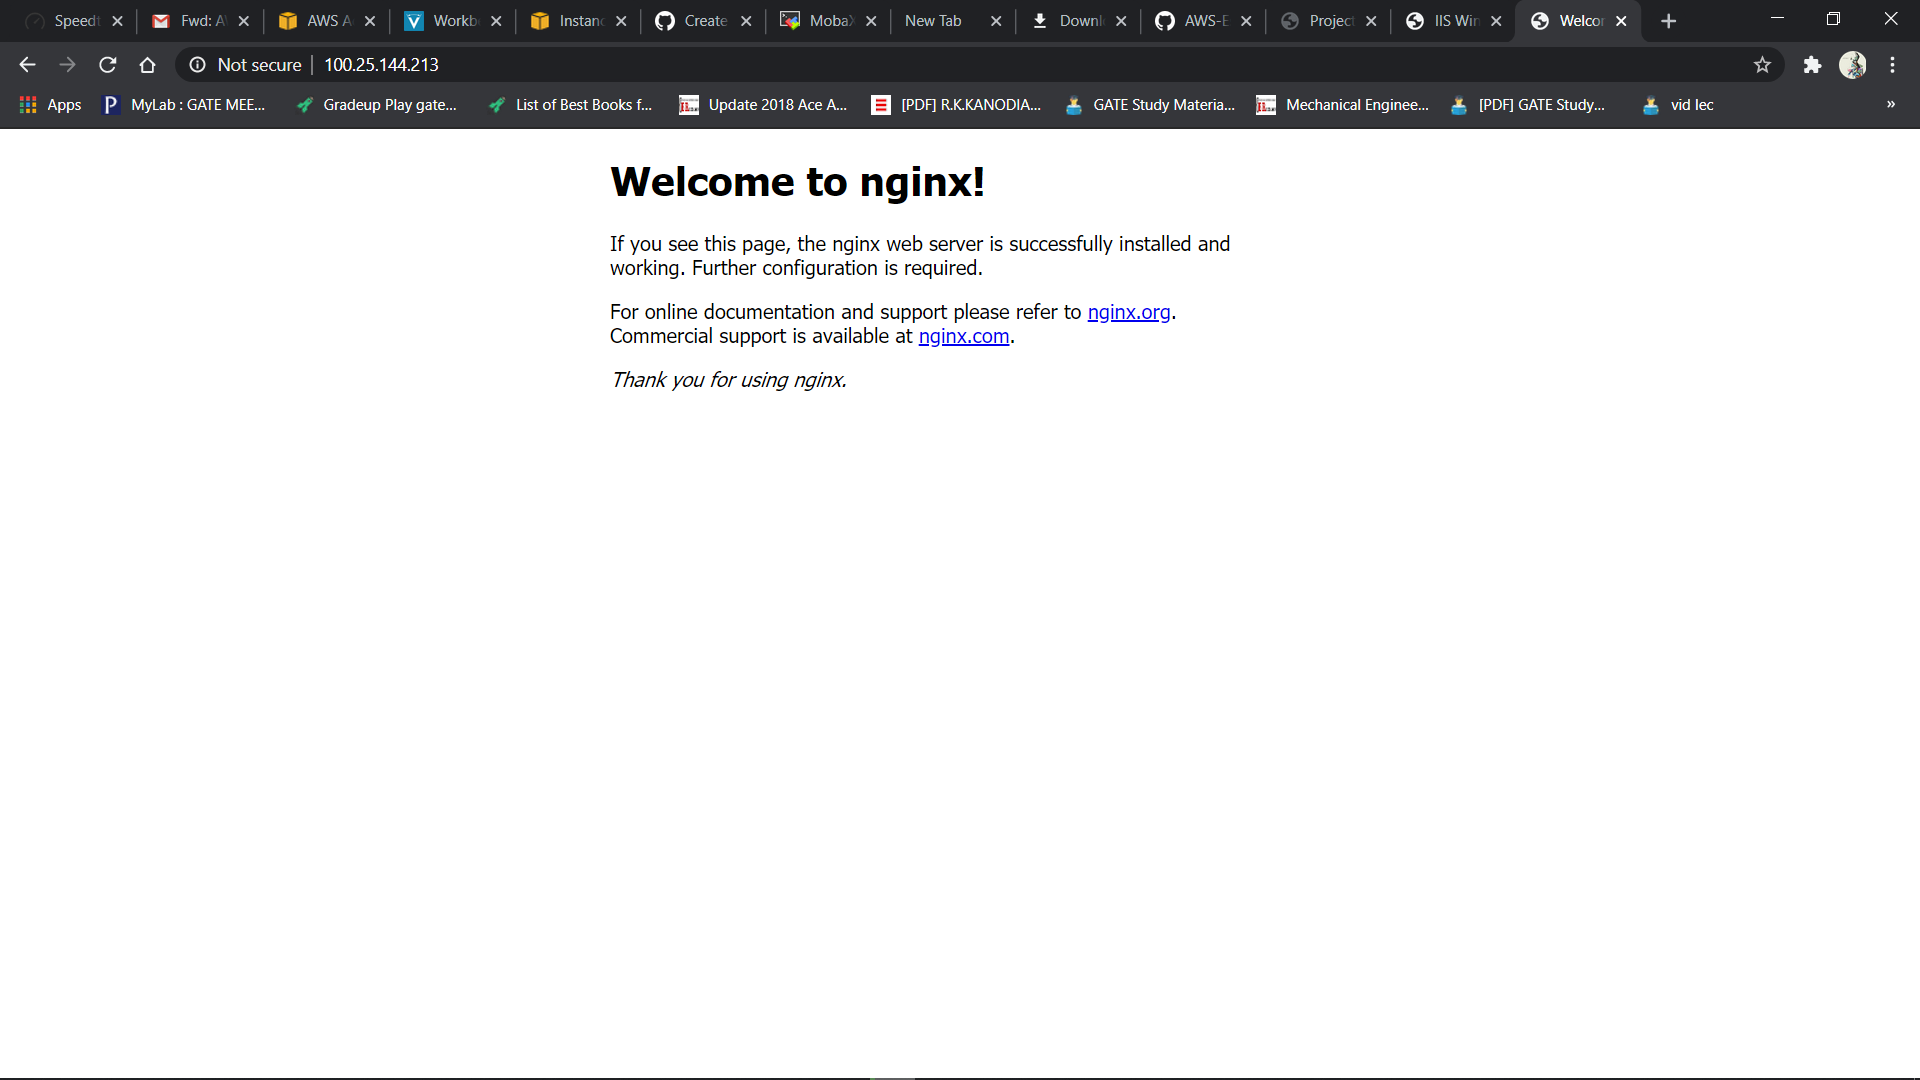 Speedt
Fwd: A
AWS A
Workb
Instanc
Create
Moba
New Tab
Downl
AWS-E
Project
IIS Win
Welcom
Not secure
100.25.144.213
Apps
MyLab : GATE MEE...
Gradeup Play gate...
List of Best Books f...
Update 2018 Ace A...
[PDF] R.K.KANODIA...
GATE Study Materia...
Mechanical Enginee...
[PDF] GATE Study...
vid lec
»
Welcome to nginx!
If you see this page, the nginx web server is successfully installed and
working. Further configuration is required.
For online documentation and support please refer to nginx.org.
Commercial support is available at nginx.com.
Thank you for using nginx.